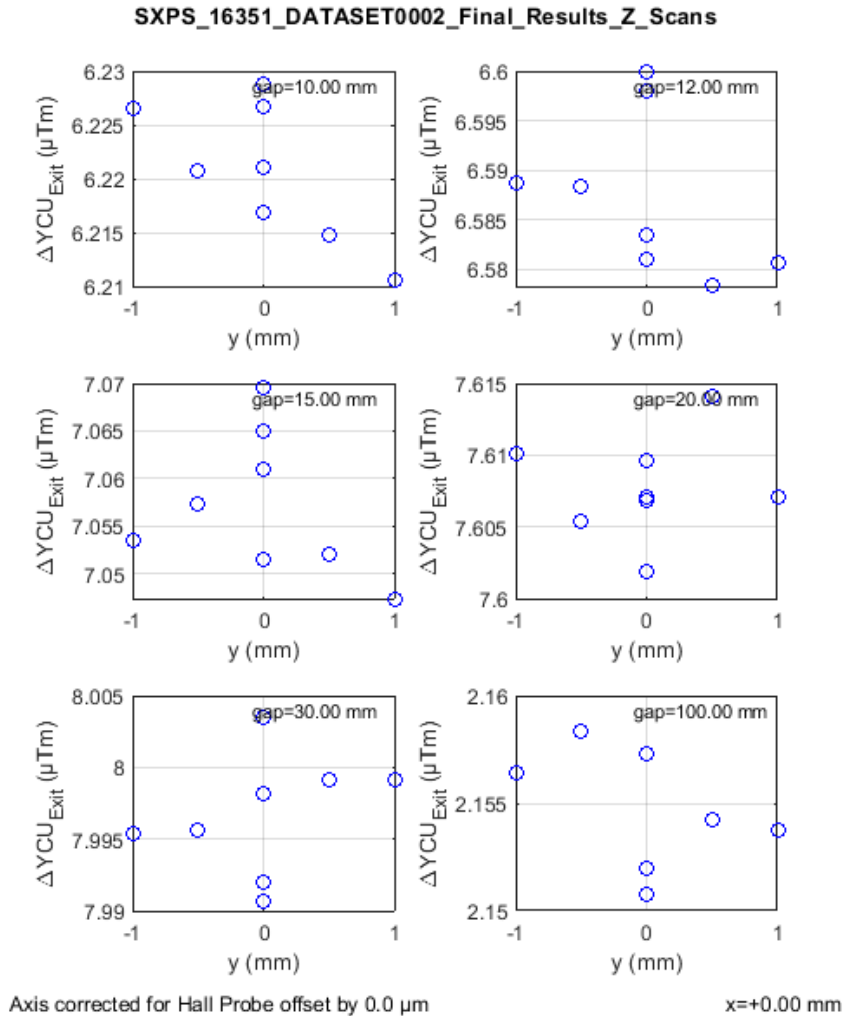 SXPS_16351_DATASET0002_Final_Results_Z_Scans
6.23
6.225
6.22
6.215
6.21
ΔYCU_Exit (µTm)
gap=10.00 mm
-1 0 1
y (mm)
6.6
6.595
6.59
6.585
6.58
ΔYCU_Exit (µTm)
gap=12.00 mm
-1 0 1
y (mm)
7.07
7.065
7.06
7.055
7.05
ΔYCU_Exit (µTm)
gap=15.00 mm
-1 0 1
y (mm)
7.615
7.61
7.605
7.6
ΔYCU_Exit (µTm)
gap=20.00 mm
-1 0 1
y (mm)
8.005
8
7.995
7.99
ΔYCU_Exit (µTm)
gap=30.00 mm
-1 0 1
y (mm)
2.16
2.155
2.15
ΔYCU_Exit (µTm)
gap=100.00 mm
-1 0 1
y (mm)
Axis corrected for Hall Probe offset by 0.0 µm
x=+0.00 mm